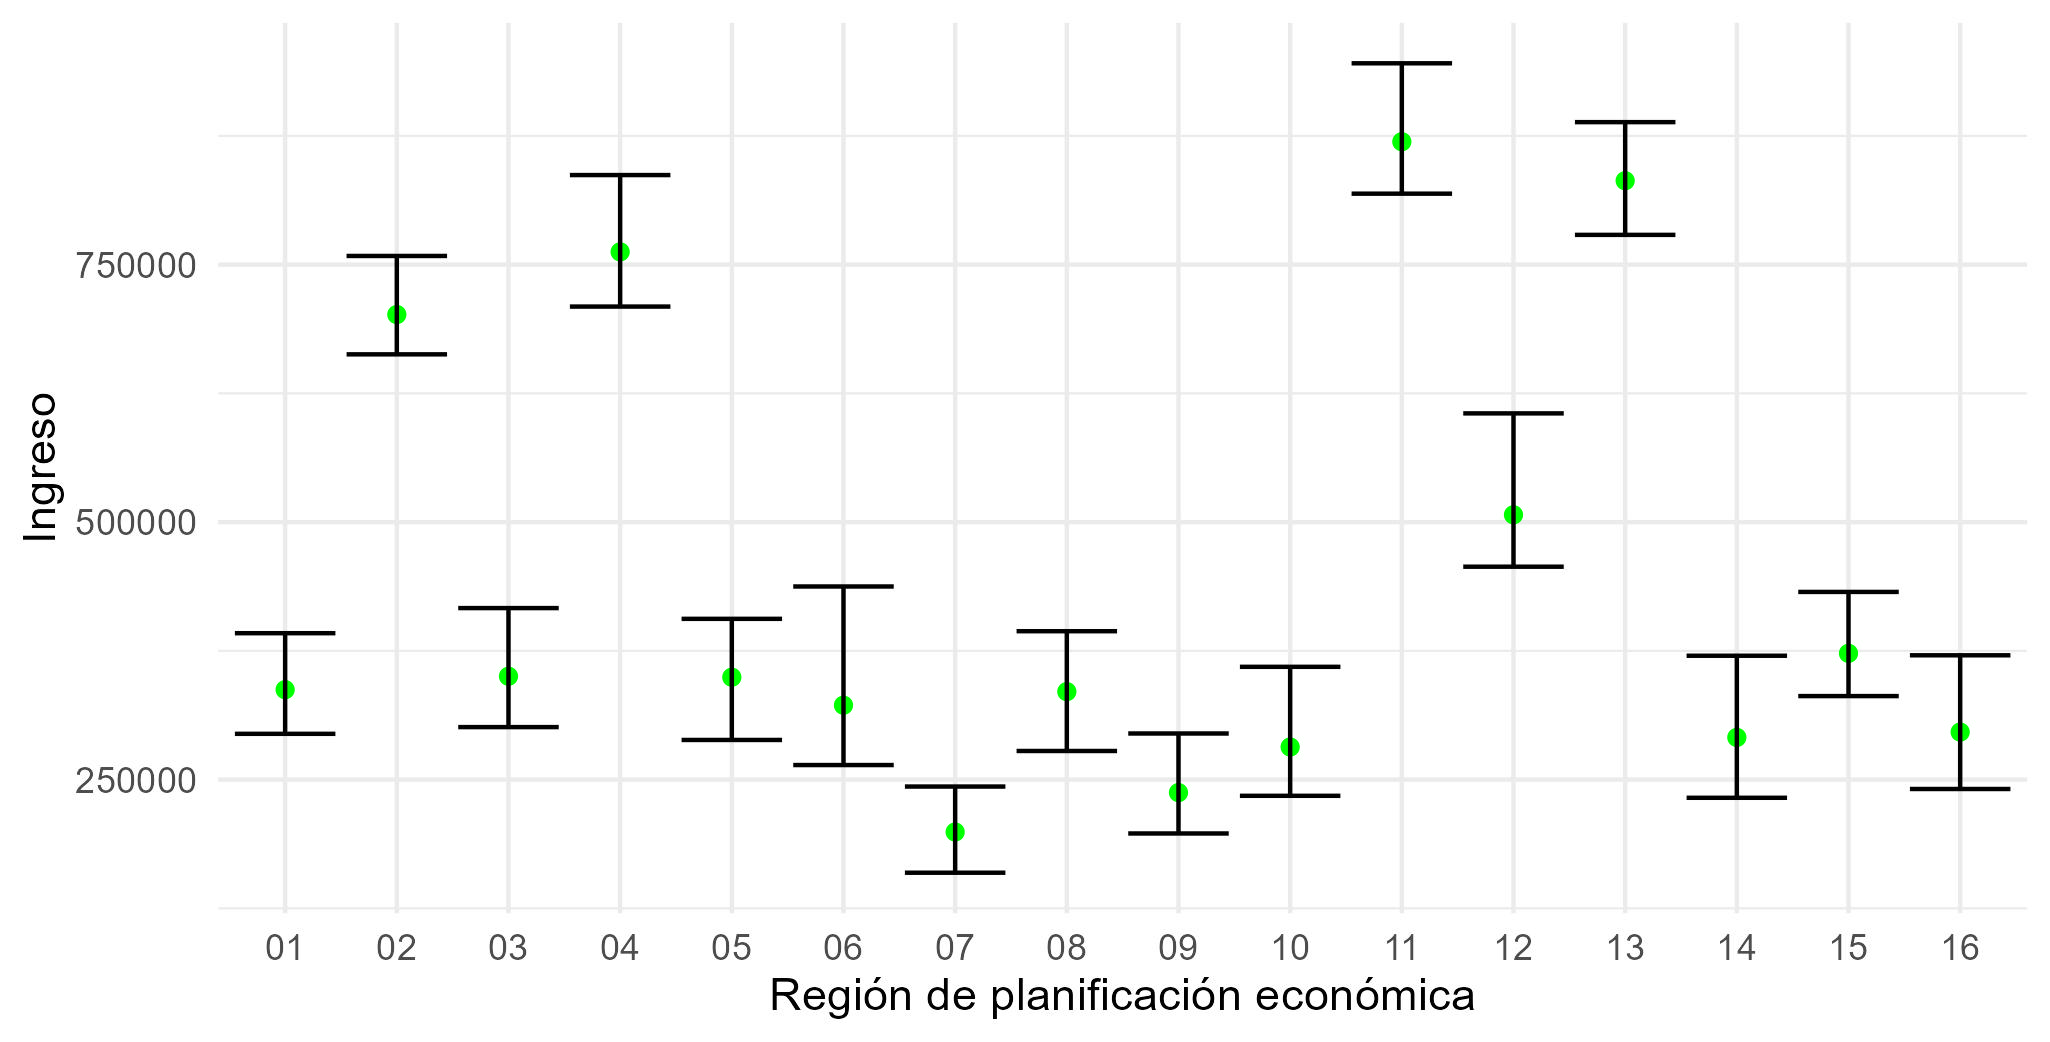 Ingreso
750000
500000
250000
01 02 03 04 05 06 07 08 09 10 11 12 13 14 15 16
Región de planificación económica